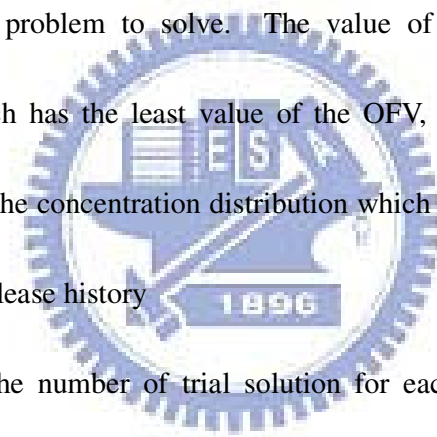 problem to solve. The value of
h has the least value of the OFV,
E S A
he concentration distribution which
lease history
1896
he number of trial solution for eac